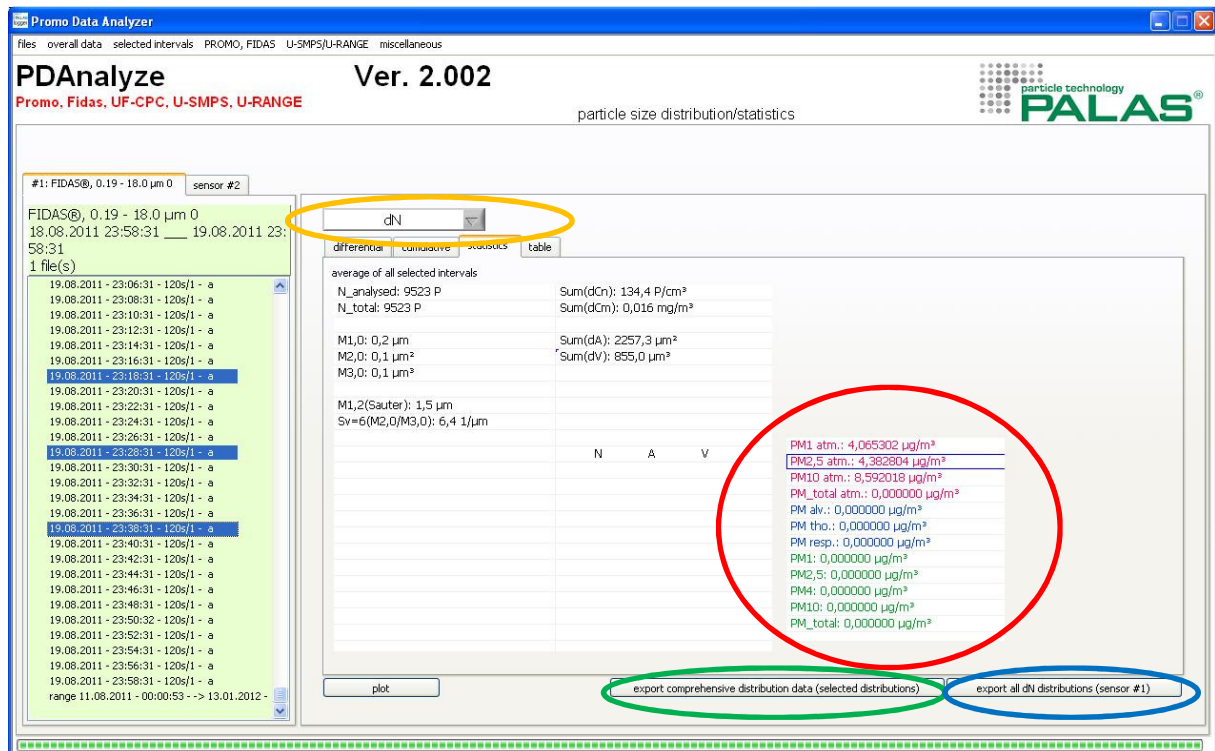 Promo Data Analyzer
files overall data selected intervals PROMO, FIDAS U-SMPS/U-RANGE miscellaneous
PDAnalyze Ver. 2.002
Promo, Fidas, UF-CPC, U-SMPS, U-RANGE
particle size distribution/statistics
particle technology
PALAS®
#1: FIDAS®, 0.19 - 18.0 µm 0 sensor #2
FIDAS®, 0.19 - 18.0 µm 0
18.08.2011 23:58:31 ___ 19.08.2011 23:
58:31
1 file(s)
19.08.2011 - 23:06:31 - 120s/1 - a
19.08.2011 - 23:08:31 - 120s/1 - a
19.08.2011 - 23:10:31 - 120s/1 - a
19.08.2011 - 23:12:31 - 120s/1 - a
19.08.2011 - 23:14:31 - 120s/1 - a
19.08.2011 - 23:16:31 - 120s/1 - a
19.08.2011 - 23:18:31 - 120s/1 - a
19.08.2011 - 23:20:31 - 120s/1 - a
19.08.2011 - 23:22:31 - 120s/1 - a
19.08.2011 - 23:24:31 - 120s/1 - a
19.08.2011 - 23:26:31 - 120s/1 - a
19.08.2011 - 23:28:31 - 120s/1 - a
19.08.2011 - 23:30:31 - 120s/1 - a
19.08.2011 - 23:32:31 - 120s/1 - a
19.08.2011 - 23:34:31 - 120s/1 - a
19.08.2011 - 23:36:31 - 120s/1 - a
19.08.2011 - 23:38:31 - 120s/1 - a
19.08.2011 - 23:40:31 - 120s/1 - a
19.08.2011 - 23:42:31 - 120s/1 - a
19.08.2011 - 23:44:31 - 120s/1 - a
19.08.2011 - 23:46:31 - 120s/1 - a
19.08.2011 - 23:48:31 - 120s/1 - a
19.08.2011 - 23:50:32 - 120s/1 - a
19.08.2011 - 23:52:31 - 120s/1 - a
19.08.2011 - 23:54:31 - 120s/1 - a
19.08.2011 - 23:56:31 - 120s/1 - a
19.08.2011 - 23:58:31 - 120s/1 - a
range 11.08.2011 - 00:00:53 --> 13.01.2012 -
dN
differential cumulative statistics table
average of all selected intervals
N_analysed: 9523 P Sum(dCn): 134,4 P/cm³
N_total: 9523 P Sum(dCm): 0,016 mg/m³
M1,0: 0,2 µm Sum(dA): 2257,3 µm²
M2,0: 0,1 µm² Sum(dV): 855,0 µm³
M3,0: 0,1 µm³
M1,2(Sauter): 1,5 µm
Sv=6(M2,0/M3,0): 6,4 1/µm
N A V
PM1 atm.: 4,065302 µg/m³
PM2,5 atm.: 4,382804 µg/m³
PM10 atm.: 8,592018 µg/m³
PM_total atm.: 0,000000 µg/m³
PM alv.: 0,000000 µg/m³
PM tho.: 0,000000 µg/m³
PM resp.: 0,000000 µg/m³
PM1: 0,000000 µg/m³
PM2,5: 0,000000 µg/m³
PM4: 0,000000 µg/m³
PM10: 0,000000 µg/m³
PM_total: 0,000000 µg/m³
plot export comprehensive distribution data (selected distributions) export all dN distributions (sensor #1)